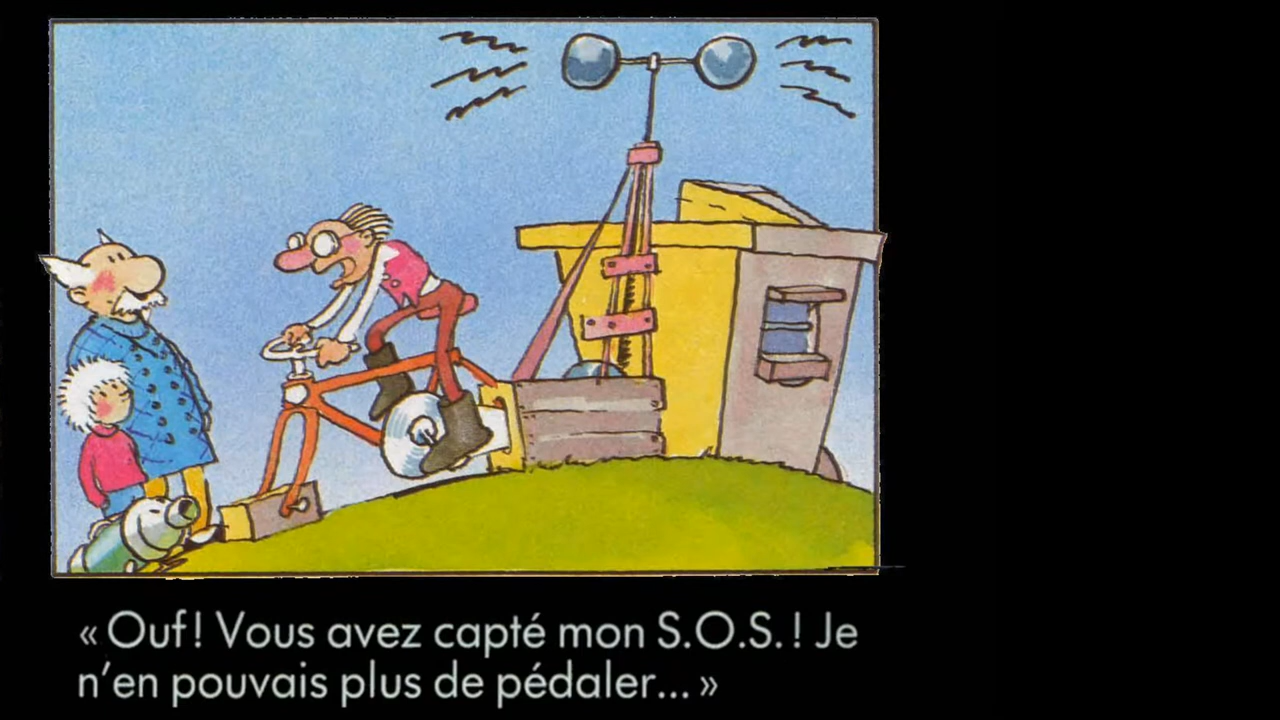 « Ouf ! Vous avez capté mon S.O.S. ! Je
n'en pouvais plus de pédaler... »